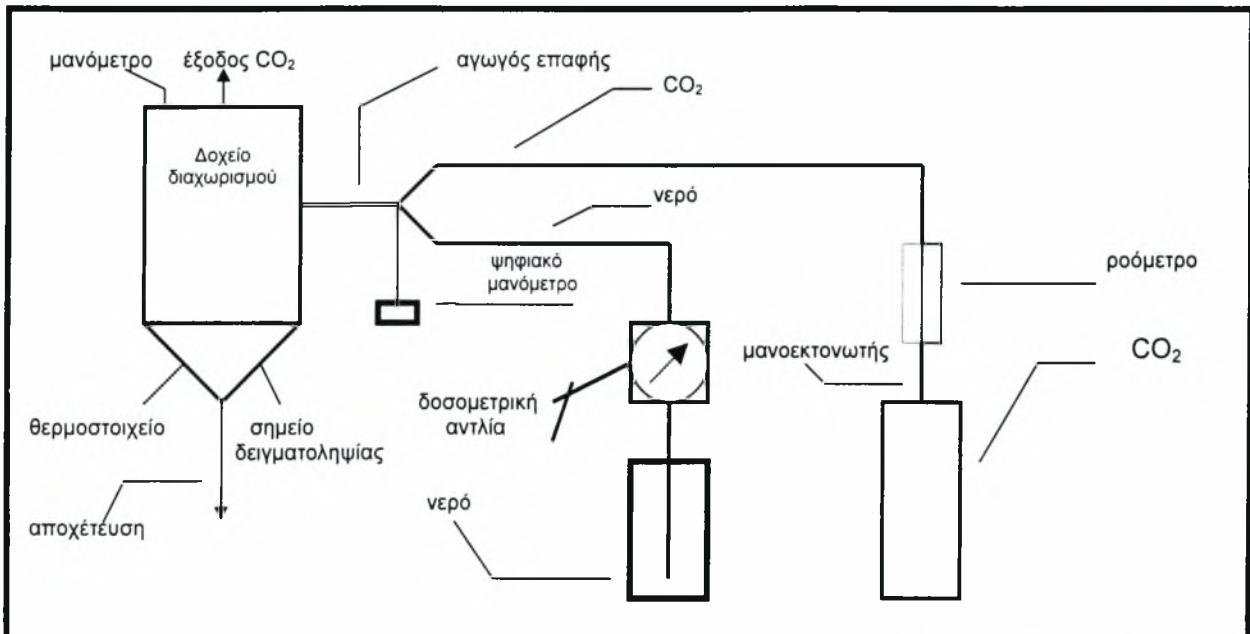 μανόμετρο
έξοδος CO₂
αγωγός επαφής
CO₂
Δοχείο
διαχωρισμού
νερό
ψηφιακό
μανόμετρο
ροόμετρο
μανοεκτονωτής
CO₂
δοσομετρική
αντλία
θερμοστοιχείο
σημείο
δειγματοληψίας
νερό
αποχέτευση